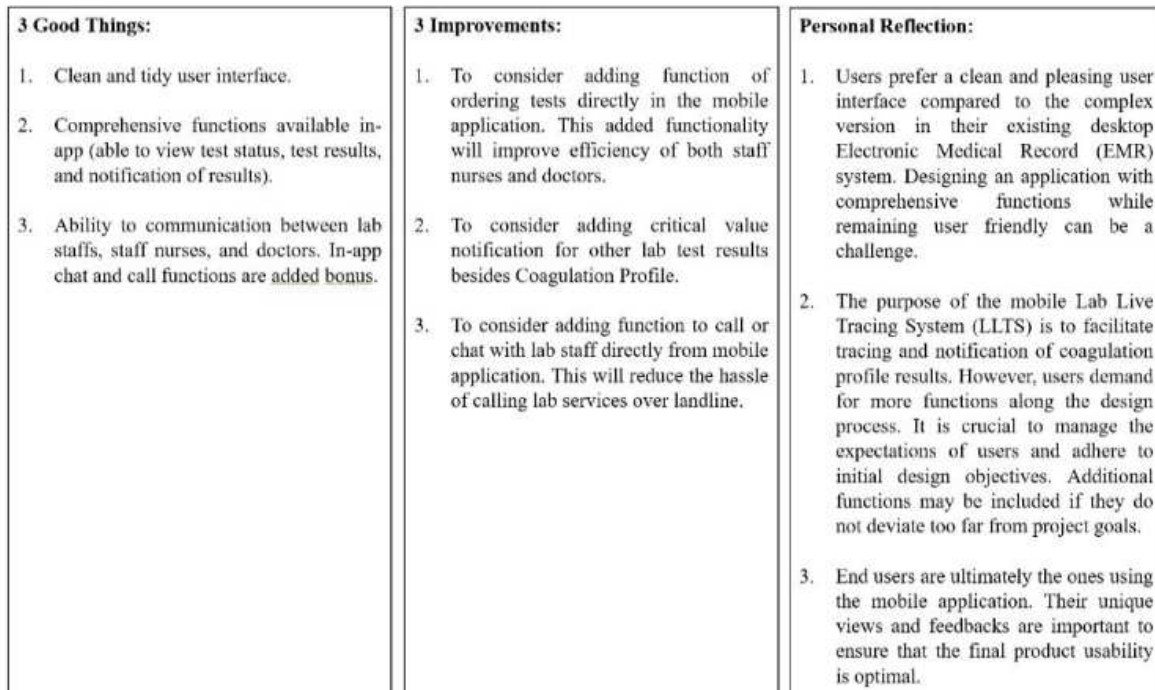 3 Good Things:
1. Clean and tidy user interface.
2. Comprehensive functions available in-
app (able to view test status, test results,
and notification of results).
3. Ability to communication between lab
staffs, staff nurses, and doctors. In-app
chat and call functions are added bonus.
3 Improvements:
1. To consider adding function of
ordering tests directly in the mobile
application. This added functionality
will improve efficiency of both staff
nurses and doctors.
2. To consider adding critical value
notification for other lab test results
besides Coagulation Profile.
3. To consider adding function to call or
chat with lab staff directly from mobile
application. This will reduce the hassle
of calling lab services over landline.
Personal Reflection:
1. Users prefer a clean and pleasing user
interface compared to the complex
version in their existing desktop
Electronic Medical Record (EMR)
system. Designing an application with
comprehensive functions while
remaining user friendly can be a
challenge.
2. The purpose of the mobile Lab Live
Tracing System (LLTS) is to facilitate
tracing and notification of coagulation
profile results. However, users demand
for more functions along the design
process. It is crucial to manage the
expectations of users and adhere to
initial design objectives. Additional
functions may be included if they do
not deviate too far from project goals.
3. End users are ultimately the ones using
the mobile application. Their unique
views and feedbacks are important to
ensure that the final product usability
is optimal.